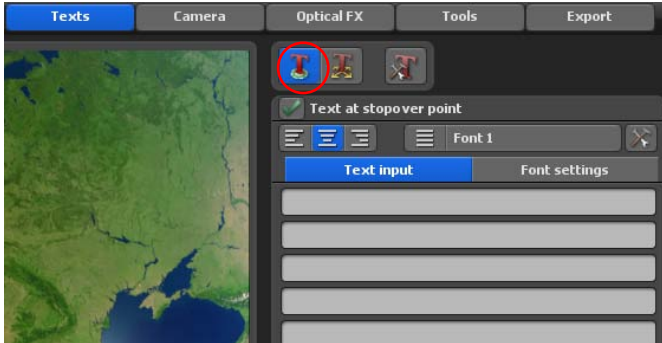 Texts Camera Optical FX Tools Export
Text at stopover point
Font 1
Text input Font settings